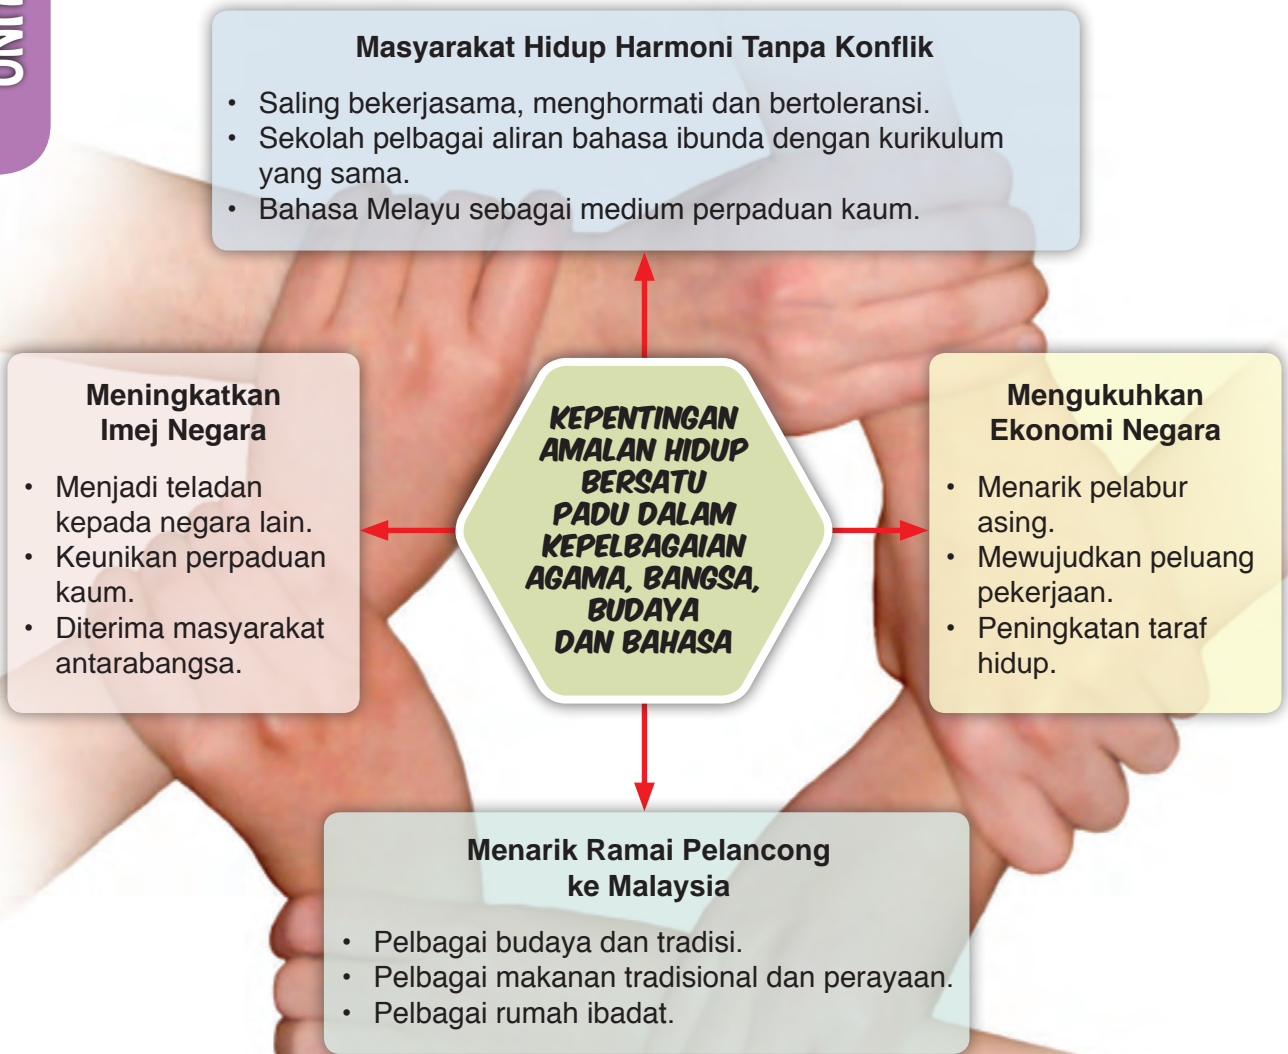 UNI
Masyarakat Hidup Harmoni Tanpa Konflik
• Saling bekerjasama, menghormati dan bertoleransi.
• Sekolah pelbagai aliran bahasa ibunda dengan kurikulum
yang sama.
• Bahasa Melayu sebagai medium perpaduan kaum.
Meningkatkan
Imej Negara
• Menjadi teladan
kepada negara lain.
• Keunikan perpaduan
kaum.
• Diterima masyarakat
antarabangsa.
KEPENTINGAN
AMALAN HIDUP
BERSATU
PADU DALAM
KEPELBAGAIAN
AGAMA, BANGSA,
BUDAYA
DAN BAHASA
Mengukuhkan
Ekonomi Negara
• Menarik pelabur
asing.
• Mewujudkan peluang
pekerjaan.
• Peningkatan taraf
hidup.
Menarik Ramai Pelancong
ke Malaysia
• Pelbagai budaya dan tradisi.
• Pelbagai makanan tradisional dan perayaan.
• Pelbagai rumah ibadat.